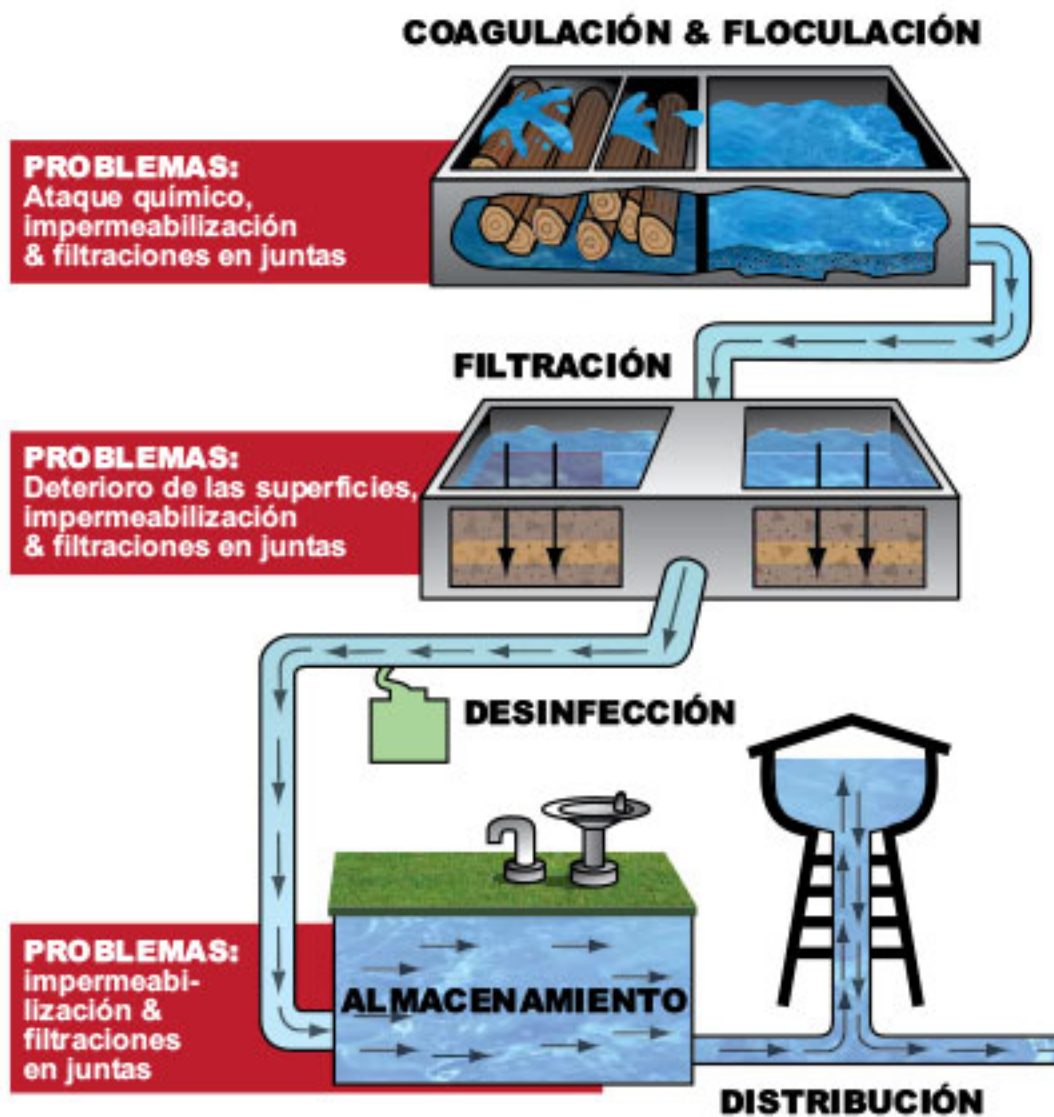 COAGULACIÓN & FLOCULACIÓN
PROBLEMAS:
Ataque químico,
impermeabilización
& filtraciones en juntas
FILTRACIÓN
PROBLEMAS:
Deterioro de las superficies,
impermeabilización
& filtraciones en juntas
DESINFECCIÓN
PROBLEMAS:
impermeabi-
lización &
filtraciones
en juntas
ALMACENAMIENTO
DISTRIBUCIÓN